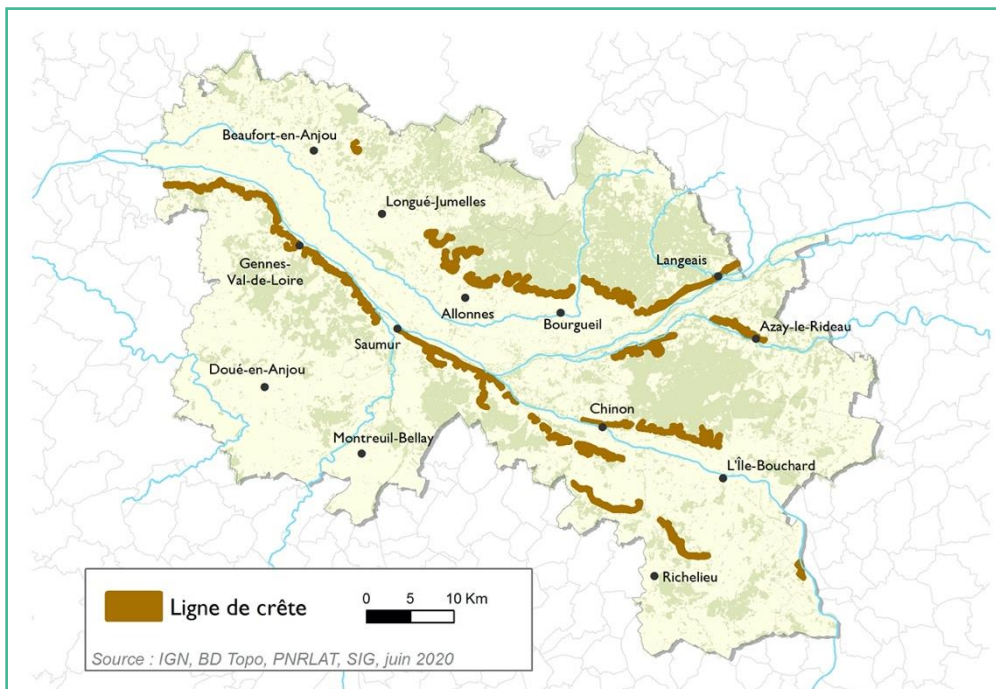 Beaufort-en-Anjou
Longué-Jumelles
Gennes-
Val-de-Loire
Langeais
Allonnes
Bourgueil
Saumur
Azay-le-Rideau
Doué-en-Anjou
Chinon
Montreuil-Bellay
L'Île-Bouchard
Richelieu
Ligne de crête
0 5 10 Km
Source : IGN, BD Topo, PNRLAT, SIG, juin 2020